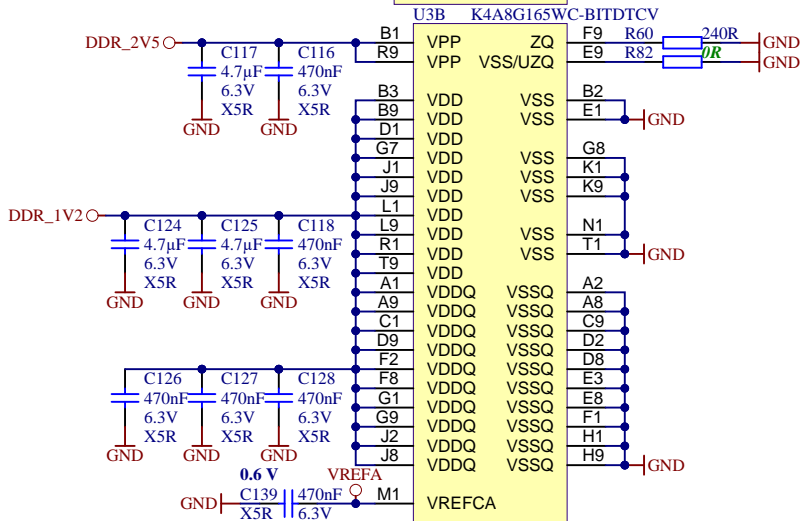 U3B K4A8G165WC-BITDTCV
DDR_2V5 B1 VPP ZQ F9 R60 240R GND
R9 VPP VSS/UZQ E9 R82 0R GND
C117 C116
4.7µF 470nF
6.3V 6.3V
X5R X5R
GND GND
B3 VDD VSS B2
B9 VDD VSS E1 GND
D1 VDD
G7 VDD VSS G8
J1 VDD VSS K1
J9 VDD VSS K9
DDR_1V2 L1 VDD
L9 VDD VSS N1
R1 VDD VSS T1 GND
T9 VDD
C124 C125 C118
4.7µF 4.7µF 470nF
6.3V 6.3V 6.3V
X5R X5R X5R
GND GND GND
A1 VDDQ VSSQ A2
A9 VDDQ VSSQ A8
C1 VDDQ VSSQ C9
D9 VDDQ VSSQ D2
F2 VDDQ VSSQ D8
F8 VDDQ VSSQ E3
G1 VDDQ VSSQ E8
G9 VDDQ VSSQ F1
J2 VDDQ VSSQ H1
J8 VDDQ VSSQ H9 GND
C126 C127 C128
470nF 470nF 470nF
6.3V 6.3V 6.3V
X5R X5R X5R
GND GND GND
0.6 V VREFA
GND C139 470nF M1 VREFCA
X5R 6.3V